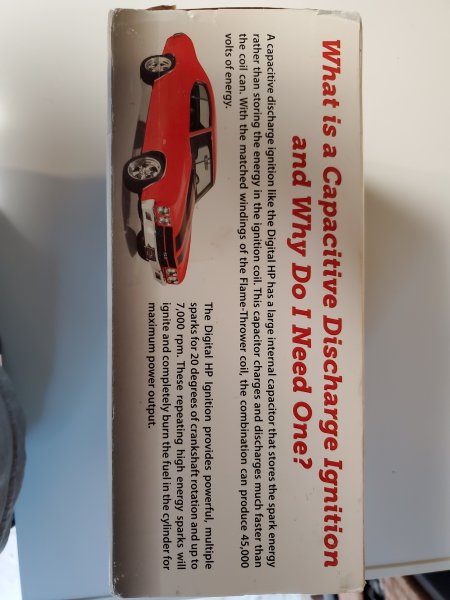 What is a Capacitive Discharge Ignition
and Why Do I Need One?
A capacitive discharge ignition like the Digital HP has a large internal capacitor that stores the spark energy
rather than storing the energy in the ignition coil. This capacitor charges and discharges much faster than
the coil can. With the matched windings of the Flame-Thrower coil, the combination can produce 45,000
volts of energy.
The Digital HP Ignition provides powerful, multiple
sparks for 20 degrees of crankshaft rotation and up to
7,000 rpm. These repeating high energy sparks will
ignite and completely burn the fuel in the cylinder for
maximum power output.